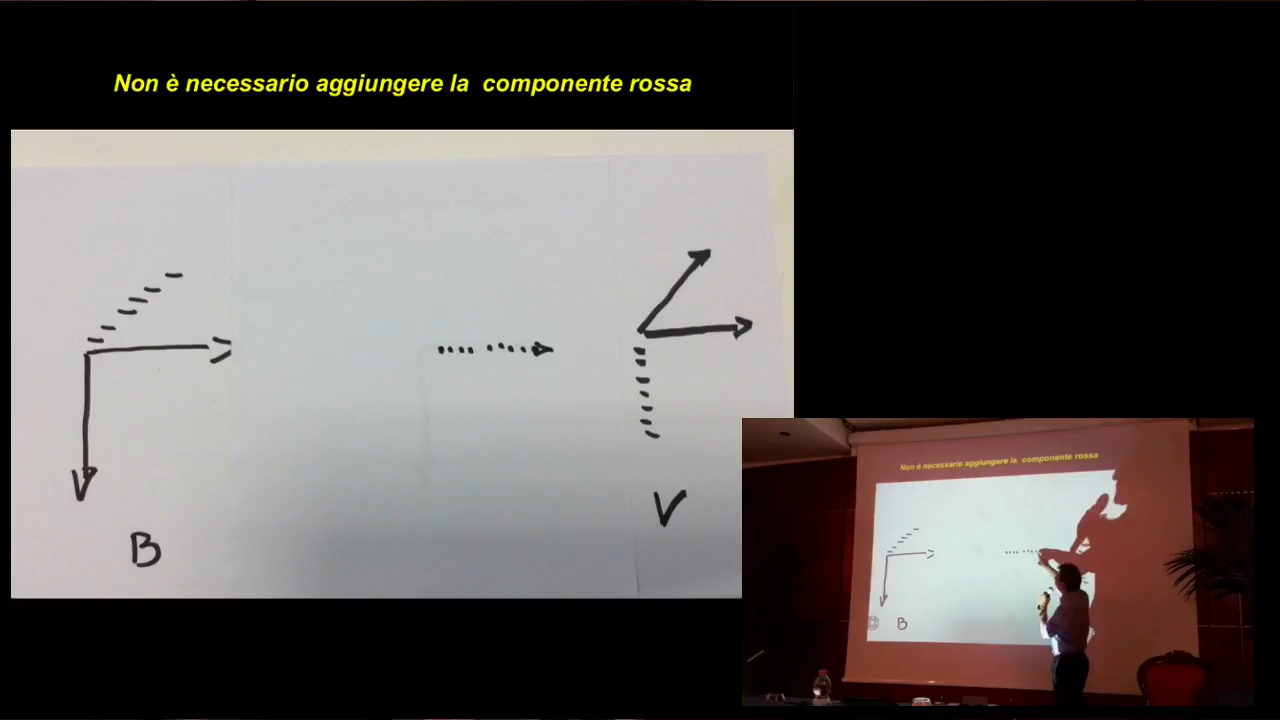 Non è necessario aggiungere la componente rossa
B
V
Non è necessario aggiungere la componente rossa
B